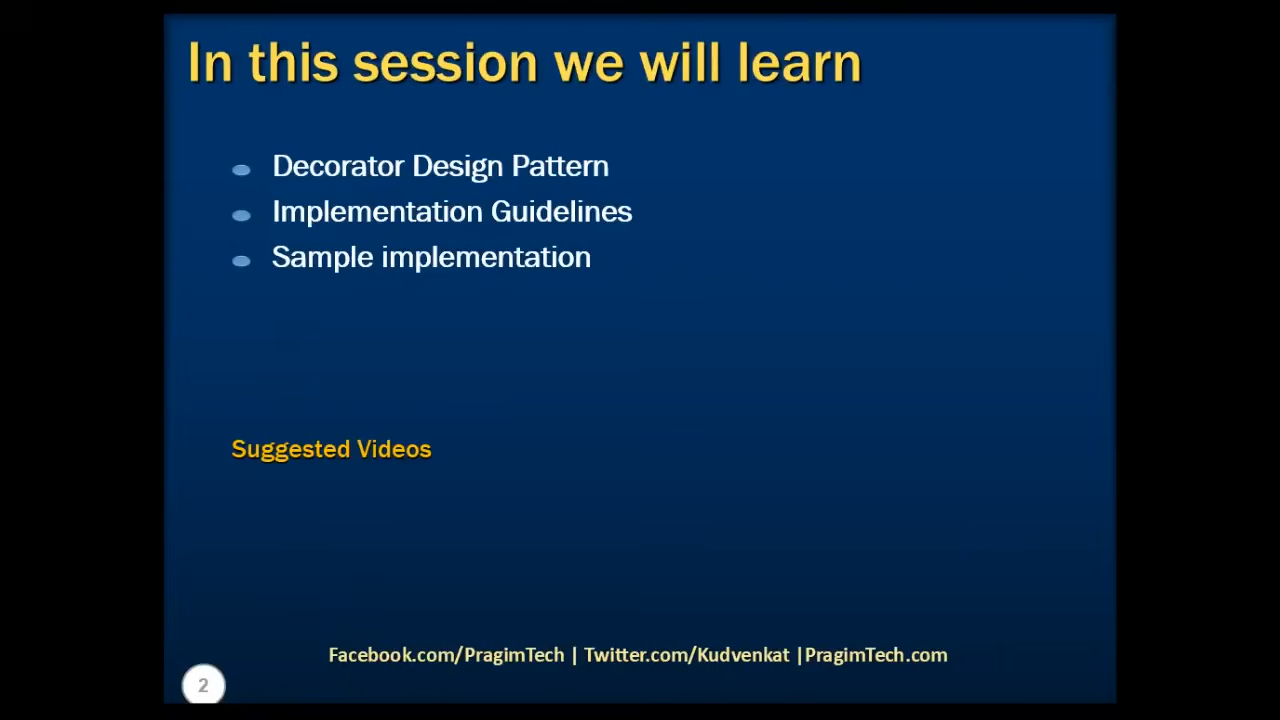 In this session we will learn
Decorator Design Pattern
Implementation Guidelines
Sample implementation
Suggested Videos
Facebook.com/PragimTech | Twitter.com/Kudvenkat |PragimTech.com
2